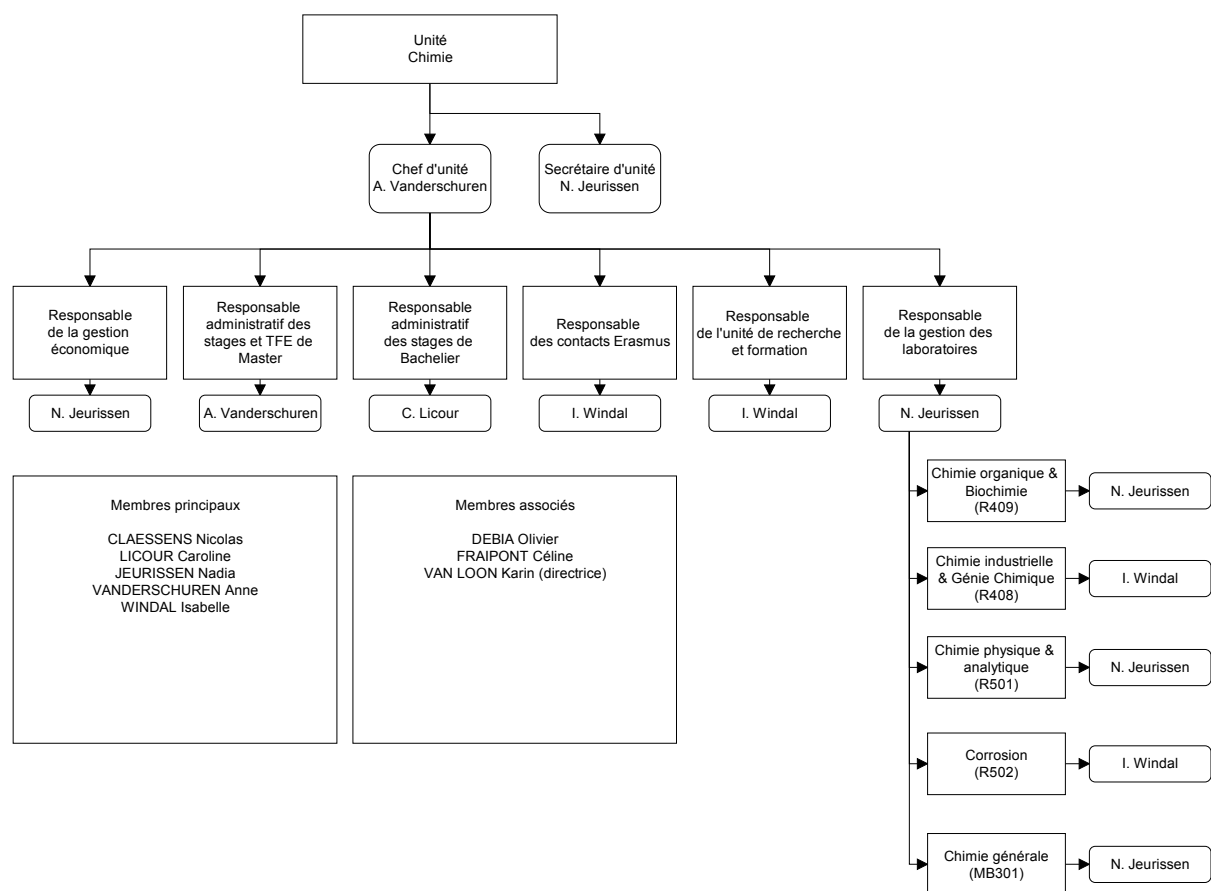 Unité
Chimie
Chef d'unité
A. Vanderschuren
Secrétaire d'unité
N. Jeurissen
Responsable
de la gestion
économique
Responsable
administratif des
stages et TFE de
Master
Responsable
administratif
des stages de
Bachelier
Responsable
des contacts Erasmus
Responsable
de l'unité de recherche
et formation
Responsable
de la gestion des
laboratoires
N. Jeurissen
A. Vanderschuren
C. Licour
I. Windal
I. Windal
N. Jeurissen
Membres principaux
CLAESSENS Nicolas
LICOUR Caroline
JEURISSEN Nadia
VANDERSCHUREN Anne
WINDAL Isabelle
Membres associés
DEBIA Olivier
FRAIPONT Céline
VAN LOON Karin (directrice)
Chimie organique &
Biochimie
(R409)
N. Jeurissen
Chimie industrielle
& Génie Chimique
(R408)
I. Windal
Chimie physique &
analytique
(R501)
N. Jeurissen
Corrosion
(R502)
I. Windal
Chimie générale
(MB301)
N. Jeurissen